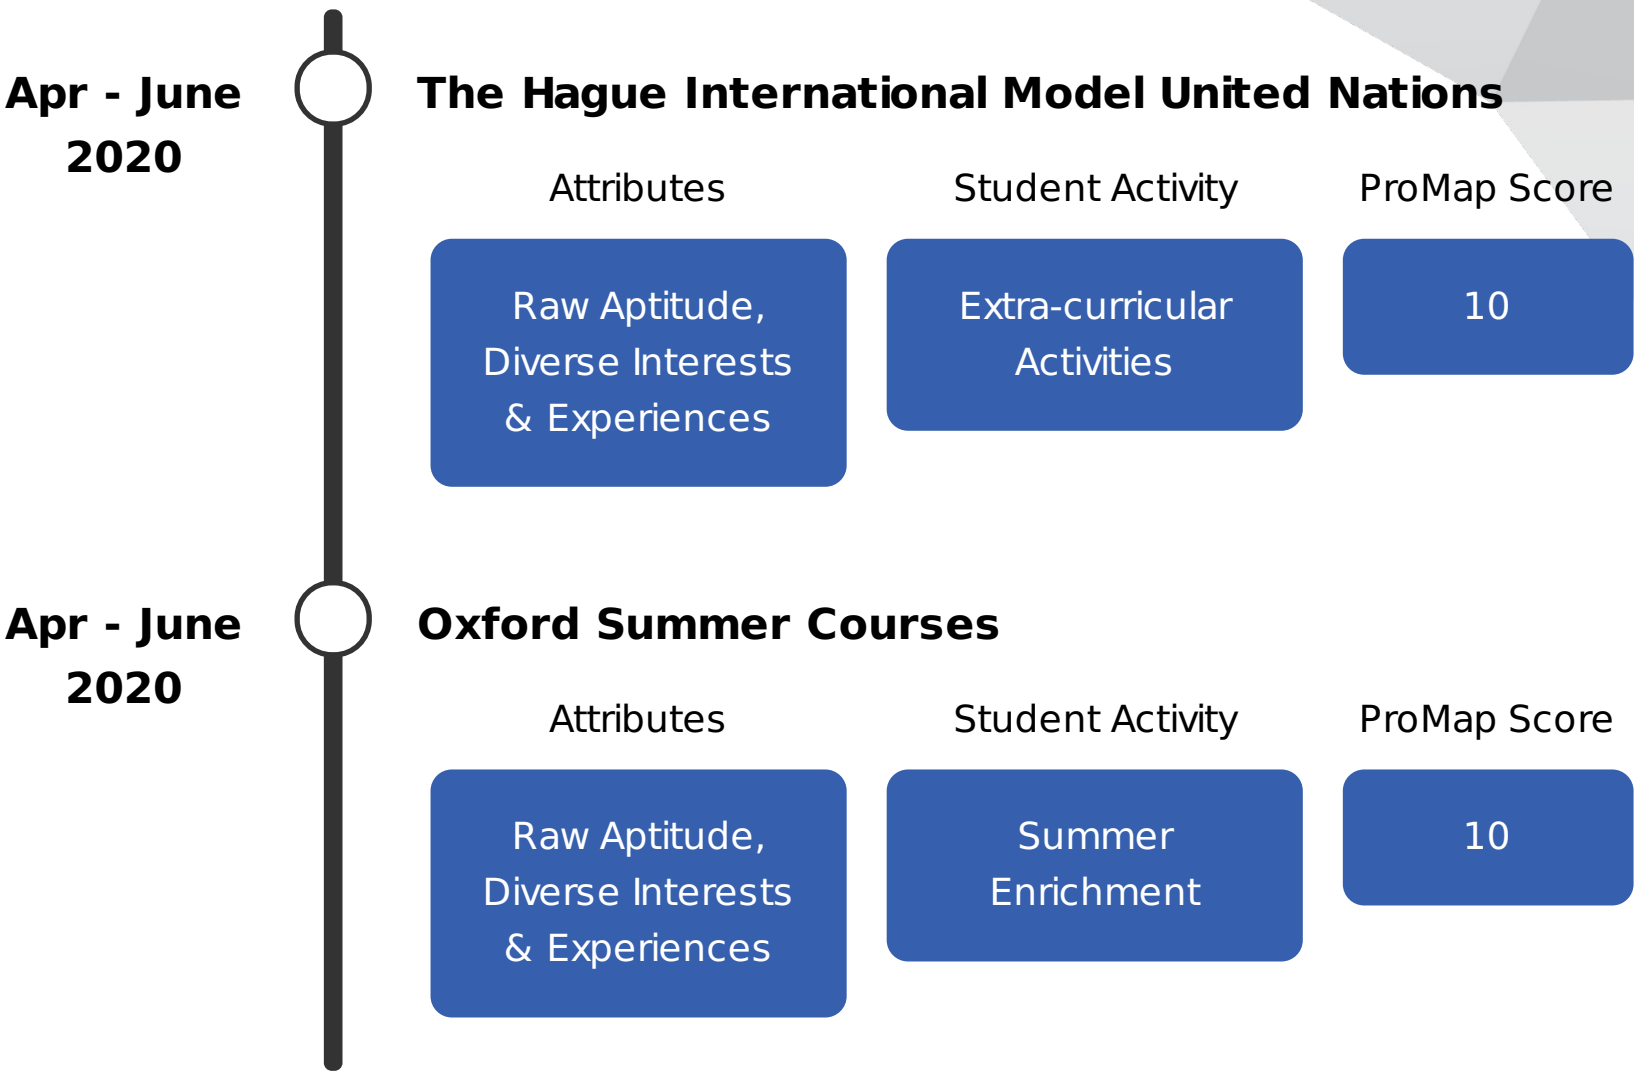 Apr - June
2020
The Hague International Model United Nations
Attributes
Student Activity
ProMap Score
Raw Aptitude,
Diverse Interests
& Experiences
Extra-curricular
Activities
10
Apr - June
2020
Oxford Summer Courses
Attributes
Student Activity
ProMap Score
Raw Aptitude,
Diverse Interests
& Experiences
Summer
Enrichment
10